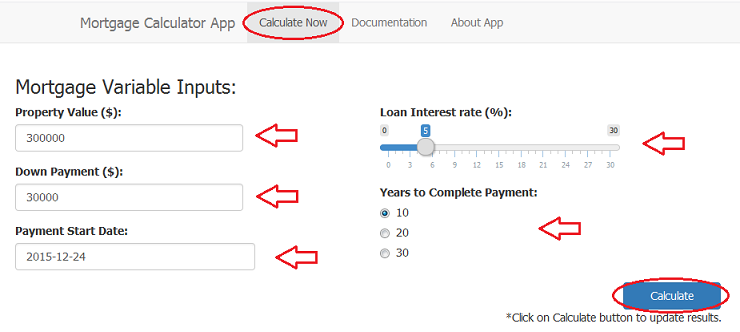 Mortgage Calculator App Calculate Now Documentation About App
Mortgage Variable Inputs:
Property Value ($):
300000
Down Payment ($):
30000
Payment Start Date:
2015-12-24
Loan Interest rate (%):
0 5 30
0 3 6 9 12 15 18 21 24 27 30
Years to Complete Payment:
10
20
30
Calculate
*Click on Calculate button to update results.